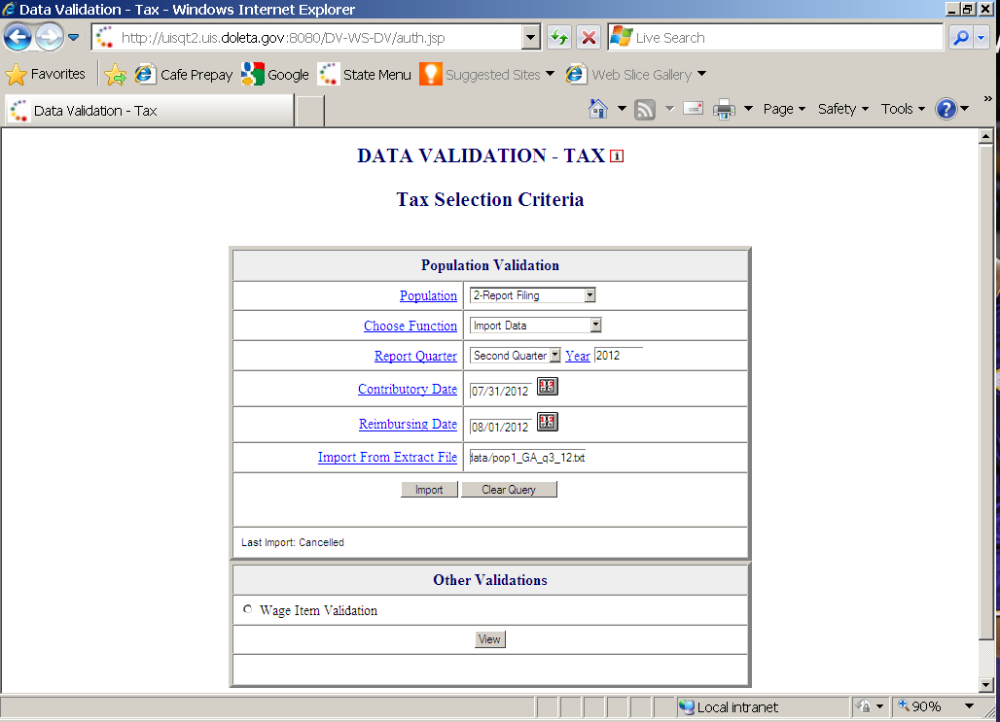 Data Validation - Tax - Windows Internet Explorer
http://uisqt2.uis.doleta.gov:8080/DV-WS-DV/auth.jsp
Live Search
Favorites Cafe Prepay Google State Menu Suggested Sites Web Slice Gallery
Data Validation - Tax
Page Safety Tools ? »
DATA VALIDATION - TAX i
Tax Selection Criteria
Population Validation
Population 2-Report Filing
Choose Function Import Data
Report Quarter Second Quarter Year 2012
Contributory Date 07/31/2012
Reimbursing Date 08/01/2012
Import From Extract File data/pop1_GA_q3_12.txt
Import Clear Query
Last Import: Cancelled
Other Validations
Wage Item Validation
View
Local intranet 90%